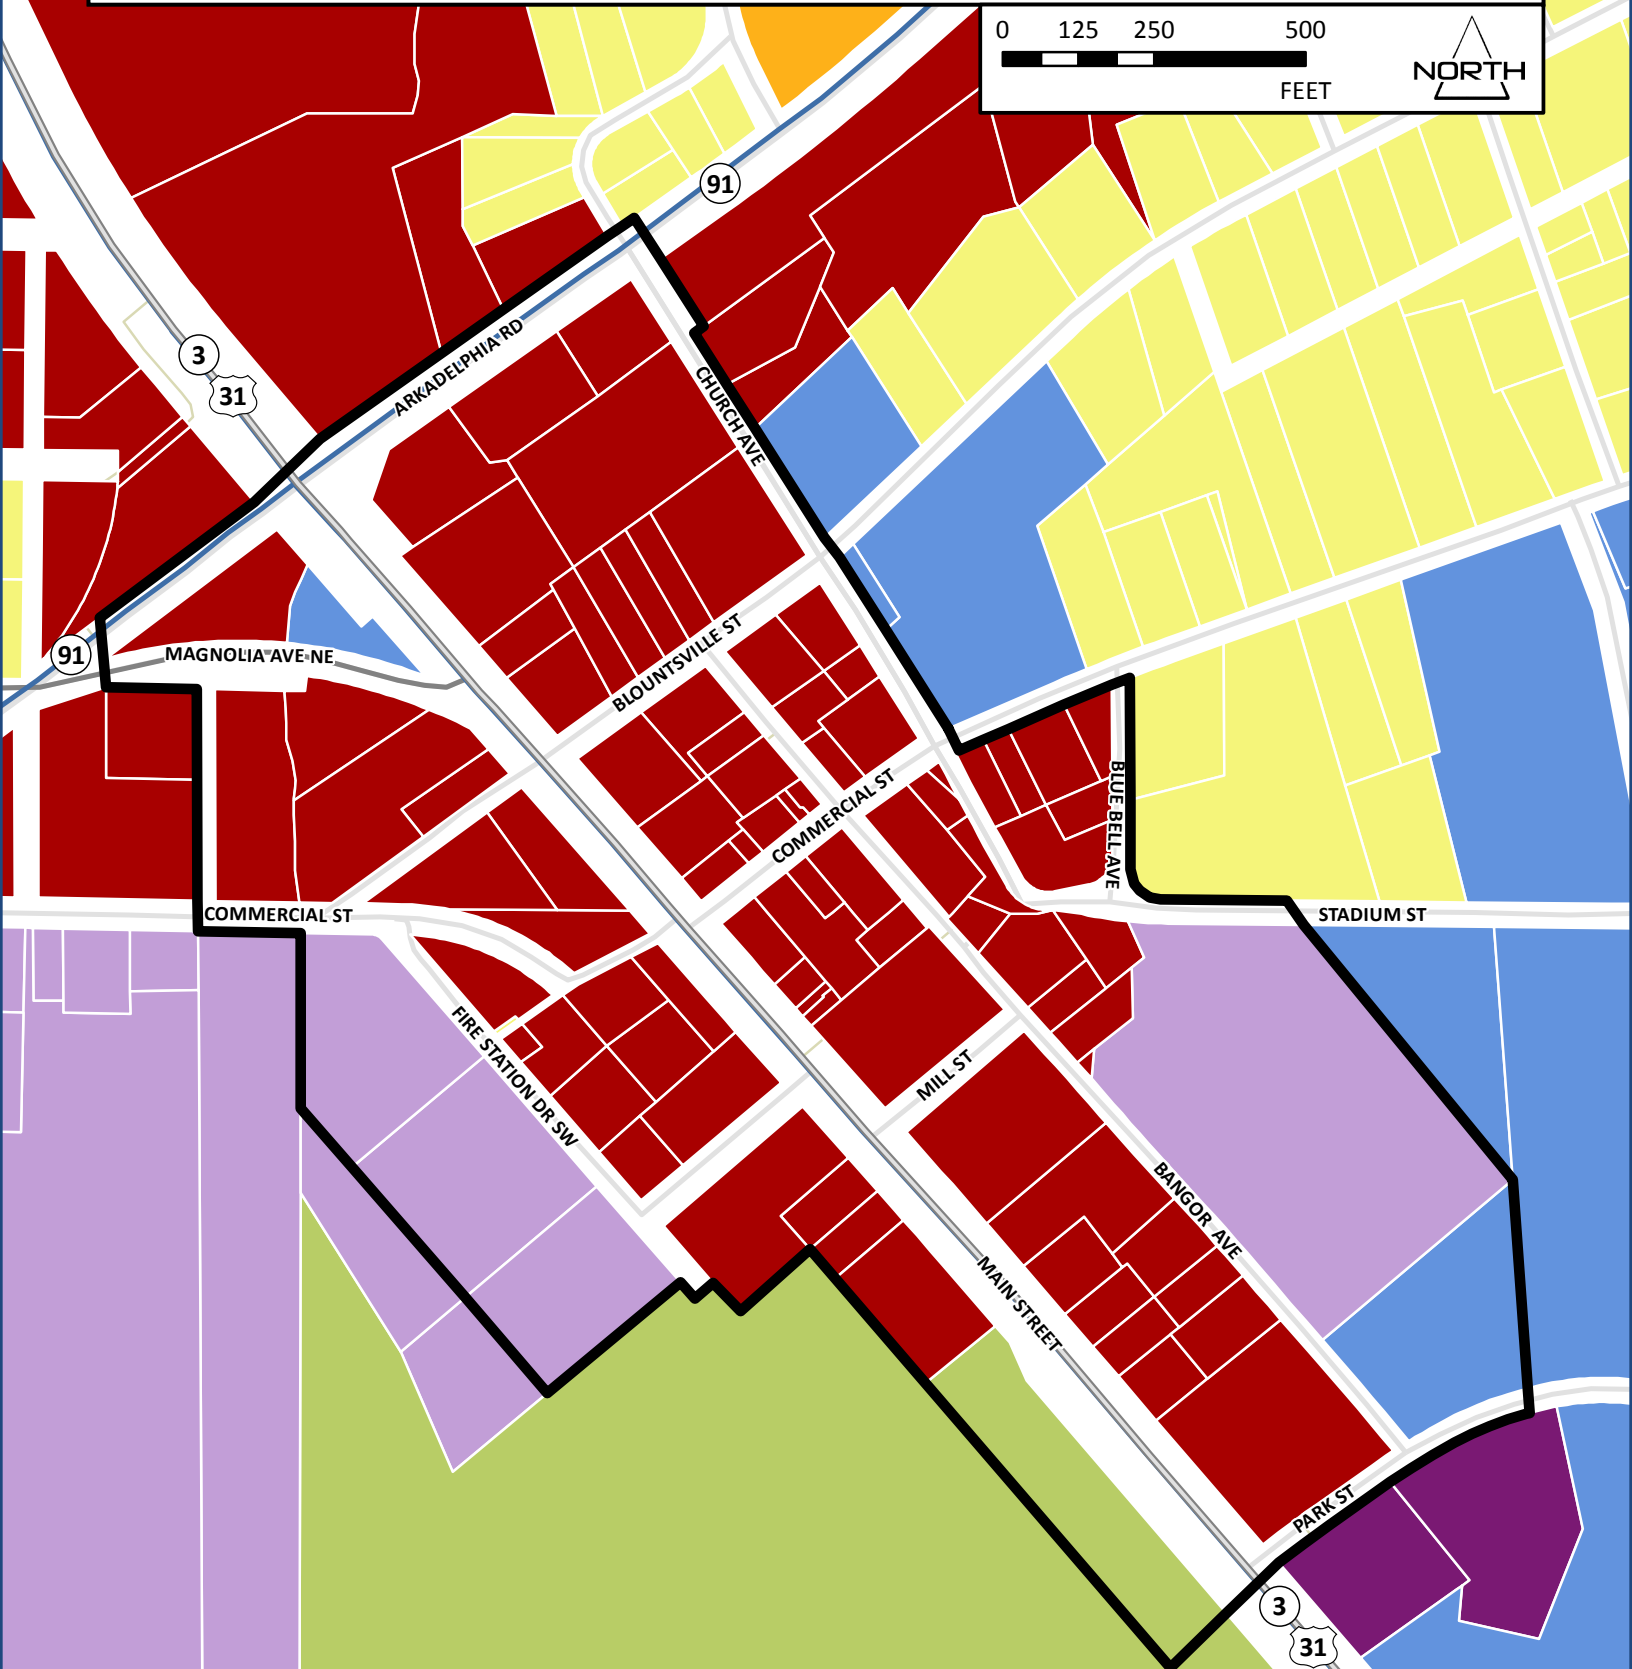 0 125 250 500
FEET
NORTH
91
ARKADELPHIA RD
3
31
CHURCH AVE
91
MAGNOLIA AVE NE
BLOUNTSVILLE ST
COMMERCIAL ST
BLUE BELL AVE
COMMERCIAL ST
STADIUM ST
FIRE STATION DR SW
MILL ST
BANGOR AVE
MAIN STREET
PARK ST
3
31